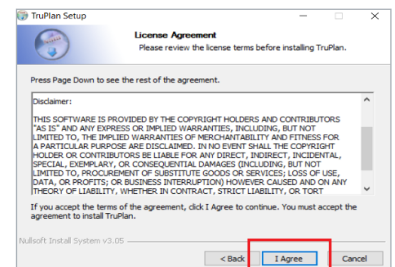 TruPlan Setup
License Agreement
Please review the license terms before installing TruPlan.
Press Page Down to see the rest of the agreement.
Disclaimer:
THIS SOFTWARE IS PROVIDED BY THE COPYRIGHT HOLDERS AND CONTRIBUTORS
"AS IS" AND ANY EXPRESS OR IMPLIED WARRANTIES, INCLUDING, BUT NOT
LIMITED TO, THE IMPLIED WARRANTIES OF MERCHANTABILITY AND FITNESS FOR
A PARTICULAR PURPOSE ARE DISCLAIMED. IN NO EVENT SHALL THE COPYRIGHT
HOLDER OR CONTRIBUTORS BE LIABLE FOR ANY DIRECT, INDIRECT, INCIDENTAL,
SPECIAL, EXEMPLARY, OR CONSEQUENTIAL DAMAGES (INCLUDING, BUT NOT
LIMITED TO, PROCUREMENT OF SUBSTITUTE GOODS OR SERVICES; LOSS OF USE,
DATA, OR PROFITS; OR BUSINESS INTERRUPTION) HOWEVER CAUSED AND ON ANY
THEORY OF LIABILITY, WHETHER IN CONTRACT, STRICT LIABILITY, OR TORT
If you accept the terms of the agreement, click I Agree to continue. You must accept the
agreement to install TruPlan.
Nullsoft Install System v3.05
< Back I Agree Cancel